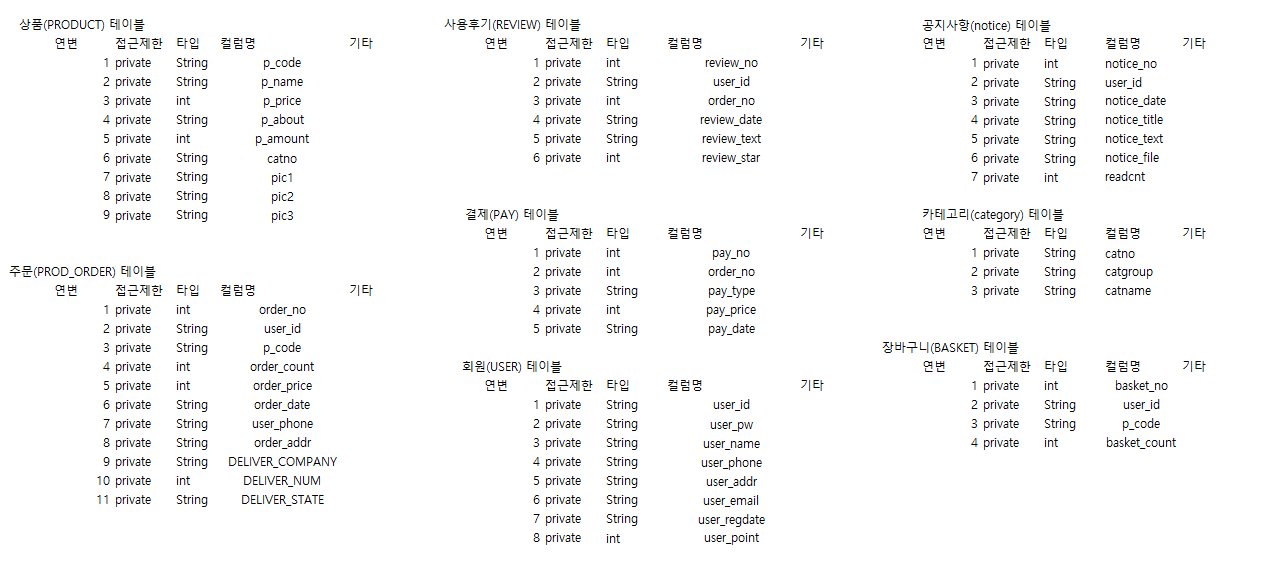 상품(PRODUCT) 테이블
연변 접근제한 타입 컬럼명 기타
1 private String p_code
2 private String p_name
3 private int p_price
4 private String p_about
5 private int p_amount
6 private String catno
7 private String pic1
8 private String pic2
9 private String pic3
주문(PROD_ORDER) 테이블
연변 접근제한 타입 컬럼명 기타
1 private int order_no
2 private String user_id
3 private String p_code
4 private int order_count
5 private int order_price
6 private String order_date
7 private String user_phone
8 private String order_addr
9 private String DELIVER_COMPANY
10 private int DELIVER_NUM
11 private String DELIVER_STATE
사용후기(REVIEW) 테이블
연변 접근제한 타입 컬럼명 기타
1 private int review_no
2 private String user_id
3 private int order_no
4 private String review_date
5 private String review_text
6 private int review_star
결제(PAY) 테이블
연변 접근제한 타입 컬럼명 기타
1 private int pay_no
2 private int order_no
3 private String pay_type
4 private int pay_price
5 private String pay_date
회원(USER) 테이블
연변 접근제한 타입 컬럼명 기타
1 private String user_id
2 private String user_pw
3 private String user_name
4 private String user_phone
5 private String user_addr
6 private String user_email
7 private String user_regdate
8 private int user_point
공지사항(notice) 테이블
연변 접근제한 타입 컬럼명 기타
1 private int notice_no
2 private String user_id
3 private String notice_date
4 private String notice_title
5 private String notice_text
6 private String notice_file
7 private int readcnt
카테고리(category) 테이블
연변 접근제한 타입 컬럼명 기타
1 private String catno
2 private String catgroup
3 private String catname
장바구니(BASKET) 테이블
연변 접근제한 타입 컬럼명 기타
1 private int basket_no
2 private String user_id
3 private String p_code
4 private int basket_count